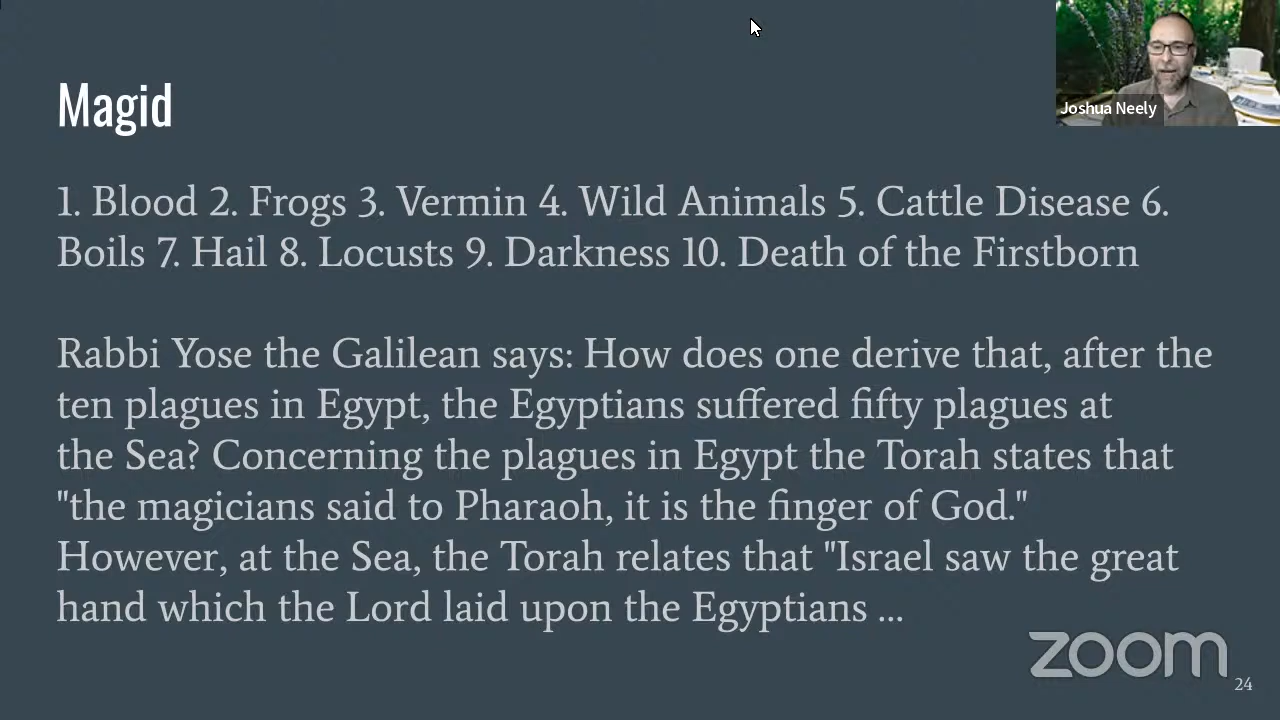 Magid
Joshua Neely
1. Blood 2. Frogs 3. Vermin 4. Wild Animals 5. Cattle Disease 6.
Boils 7. Hail 8. Locusts 9. Darkness 10. Death of the Firstborn
Rabbi Yose the Galilean says: How does one derive that, after the
ten plagues in Egypt, the Egyptians suffered fifty plagues at
the Sea? Concerning the plagues in Egypt the Torah states that
"the magicians said to Pharaoh, it is the finger of God."
However, at the Sea, the Torah relates that "Israel saw the great
hand which the Lord laid upon the Egyptians ...
zoom
24